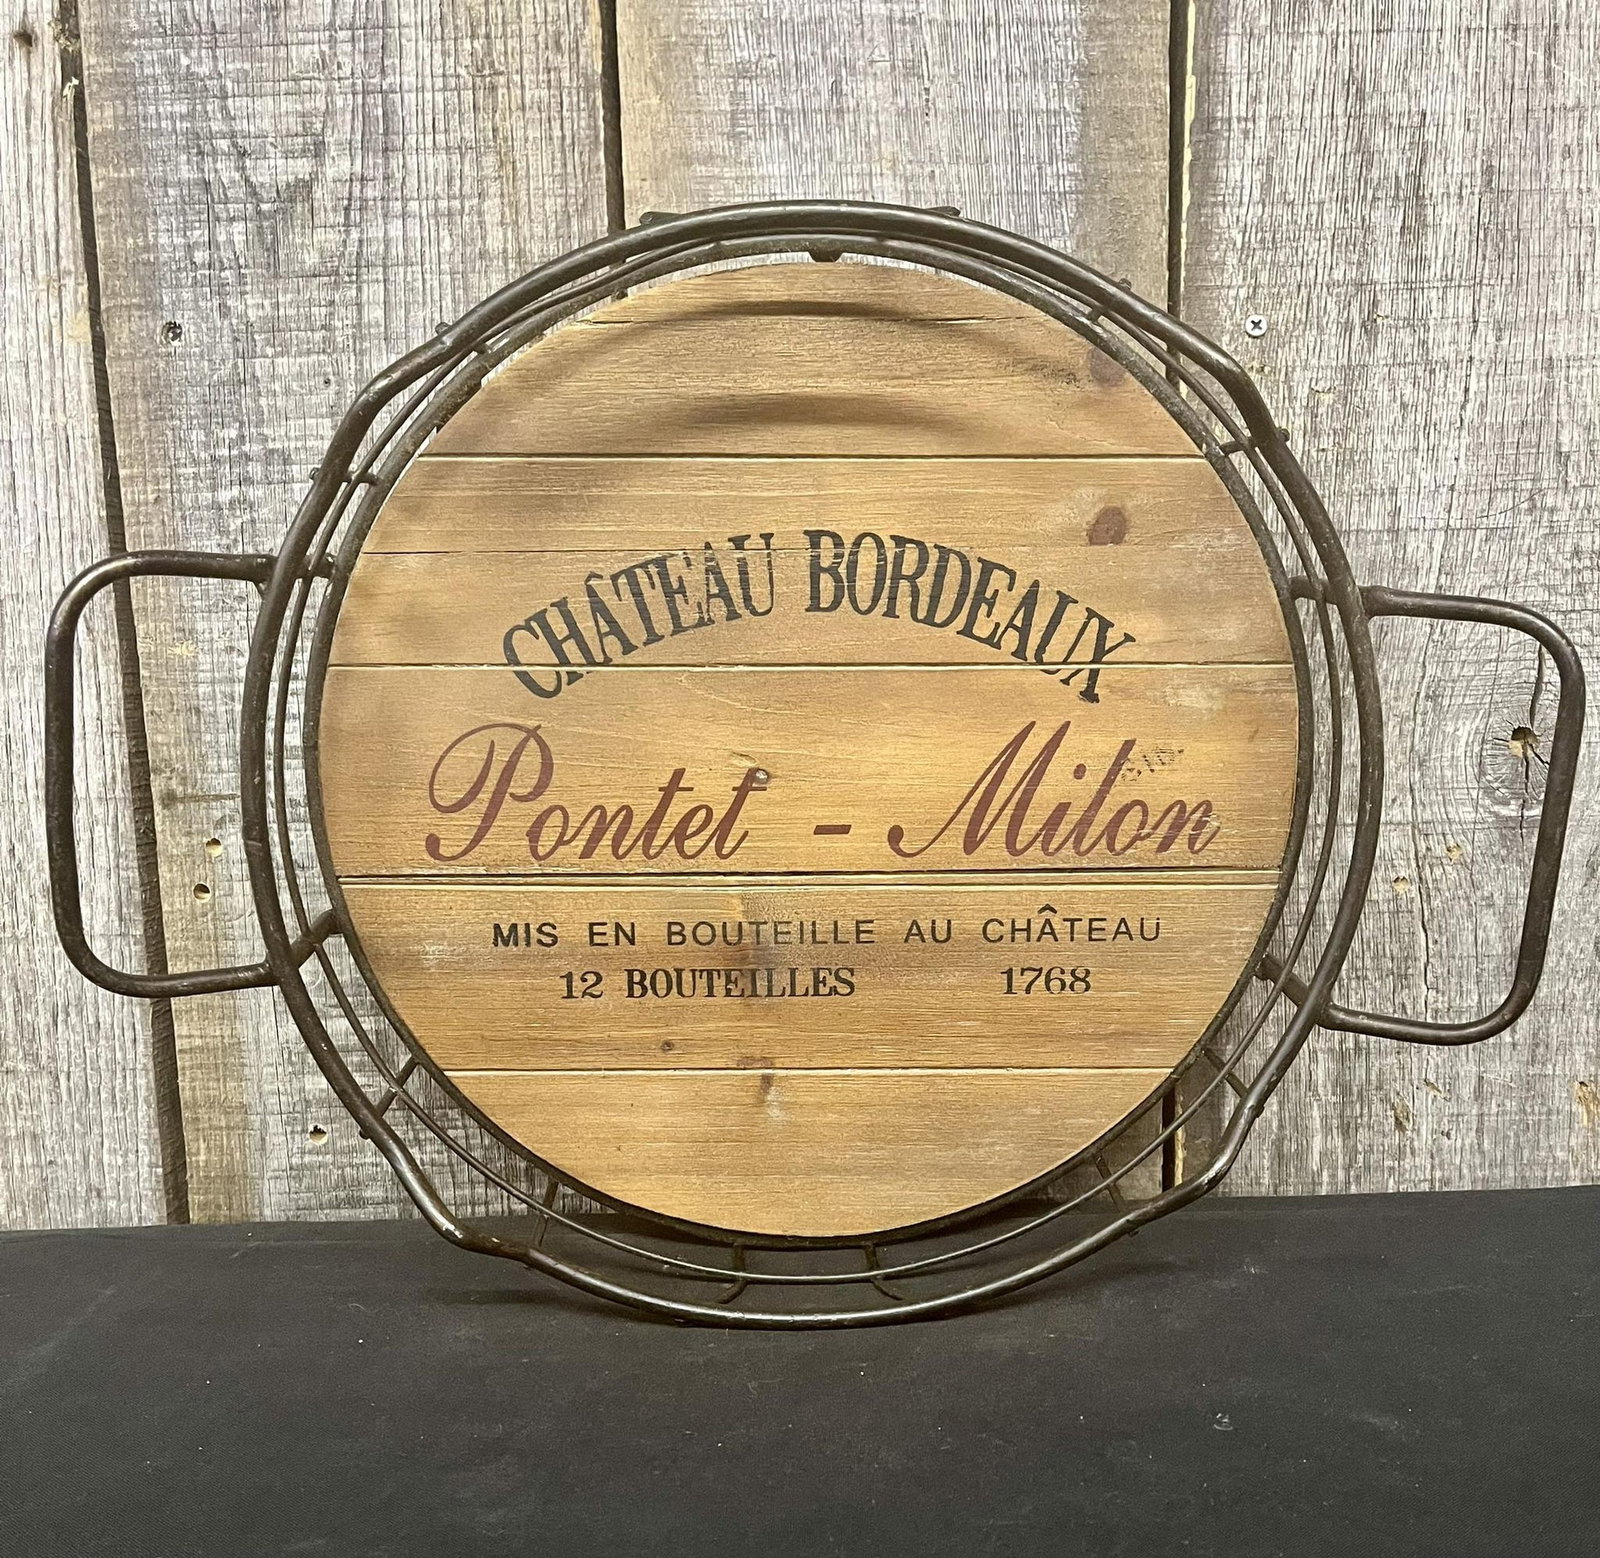 CHÂTEAU BORDEAUX
Pontet - Milon
MIS EN BOUTEILLE AU CHÂTEAU
12 BOUTEILLES 1768